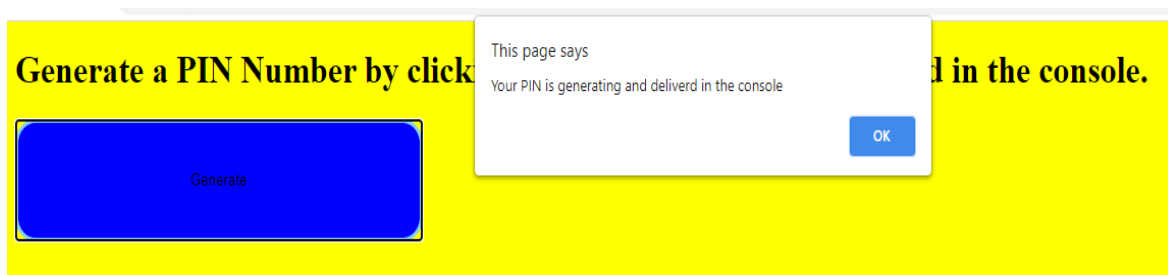 Generate a PIN Number by click
d in the console.
This page says
Your PIN is generating and deliverd in the console
OK
Generate